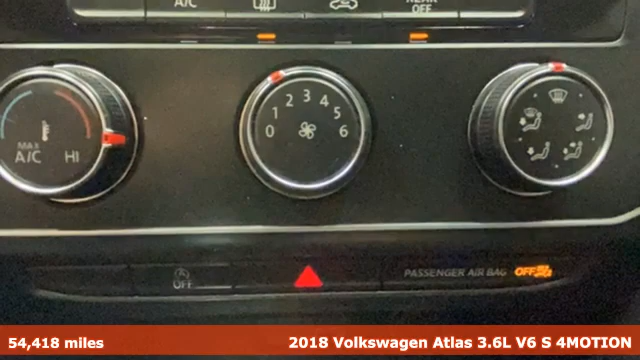 A/C
REAR
OFF
0 1 2 3 4 5 6
MAX
A/C HI
OFF
PASSENGER AIR BAG OFF
54,418 miles 2018 Volkswagen Atlas 3.6L V6 S 4MOTION